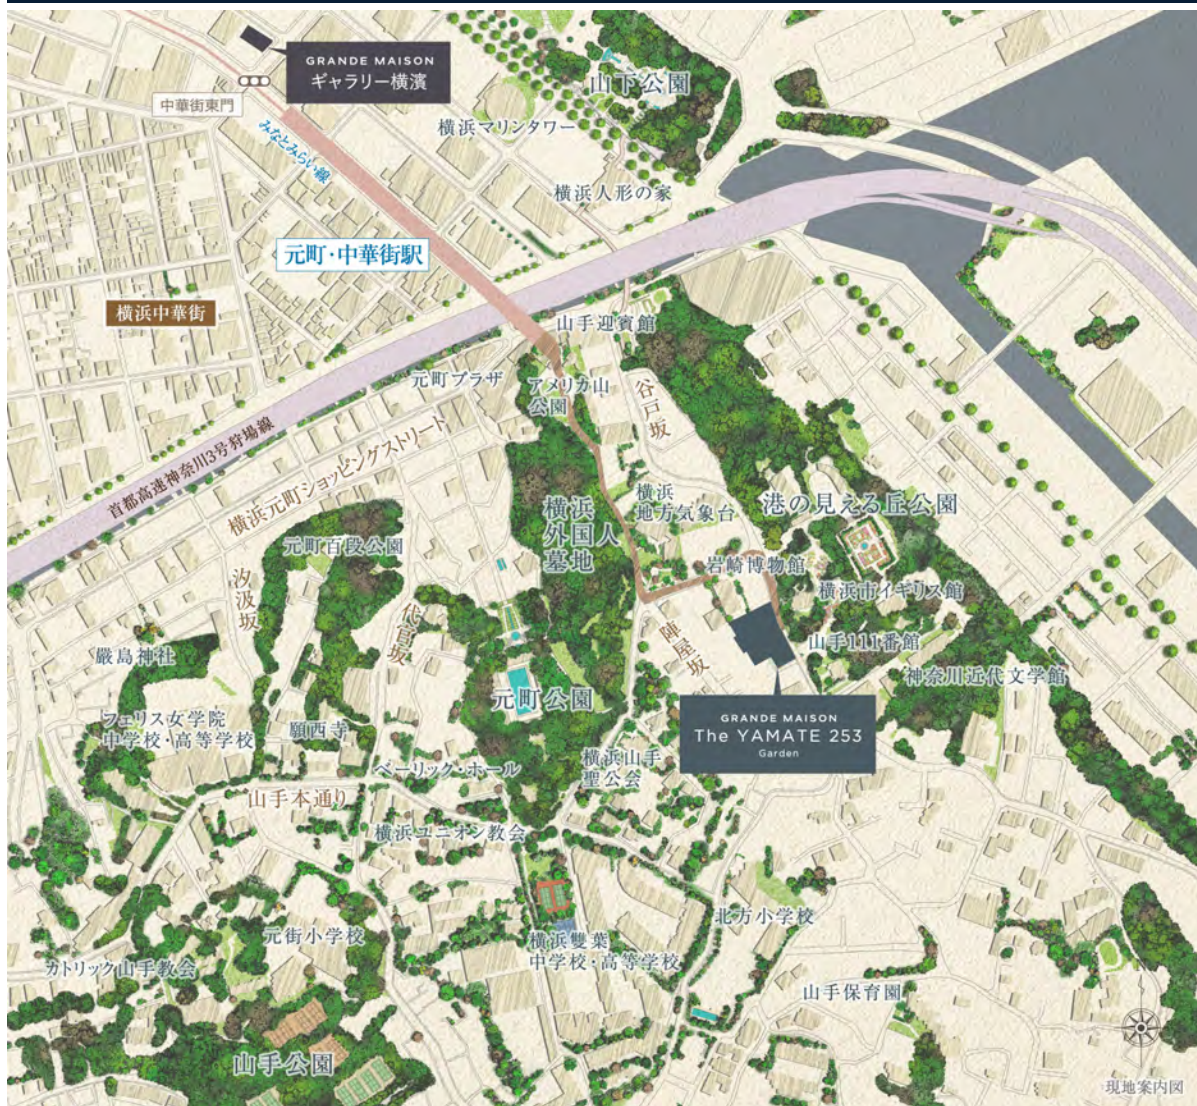 GRANDE MAISON
ギャラリー横濱
中華街東門
みなとみらい線
山下公園
横浜マリンタワー
横浜人形の家
元町・中華街駅
横浜中華街
山手迎賓館
元町プラザ
アメリカ山
公園
谷戸坂
首都高速神奈川3号狩場線
横浜元町ショッピングストリート
横浜
外国人
墓地
横浜
地方気象台
港の見える丘公園
元町百段公園
岩崎博物館
汐汲坂
代官坂
横浜市イギリス館
陣屋坂
山手111番館
厳島神社
神奈川近代文学館
元町公園
GRANDE MAISON
The YAMATE 253
Garden
フェリス女学院
中学校・高等学校
願西寺
ベーリック・ホール
横浜山手
聖公会
山手本通り
横浜ユニオン教会
北方小学校
元街小学校
横浜雙葉
中学校・高等学校
カトリック山手教会
山手保育園
山手公園
現地案内図